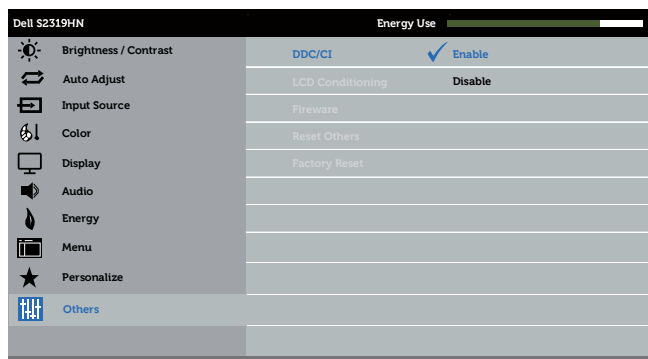 Dell S2319HN Energy Use
Brightness / Contrast
Auto Adjust
Input Source
Color
Display
Audio
Energy
Menu
Personalize
Others
DDC/CI Enable
LCD Conditioning Disable
Fireware
Reset Others
Factory Reset